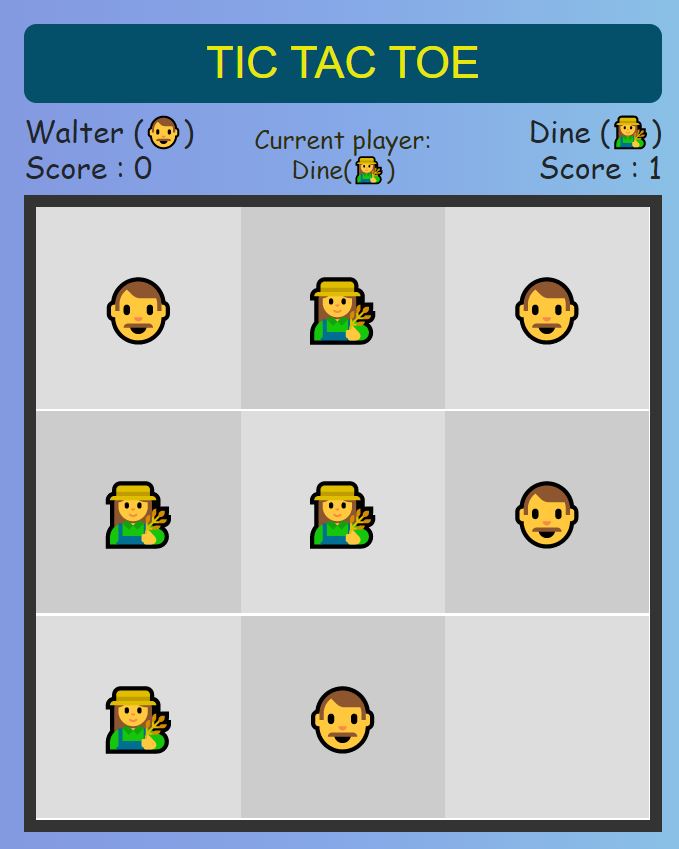 TIC TAC TOE
Walter (👨)
Score : 0
Current player:
Dine(👩‍🌾)
Dine (👩‍🌾)
Score : 1